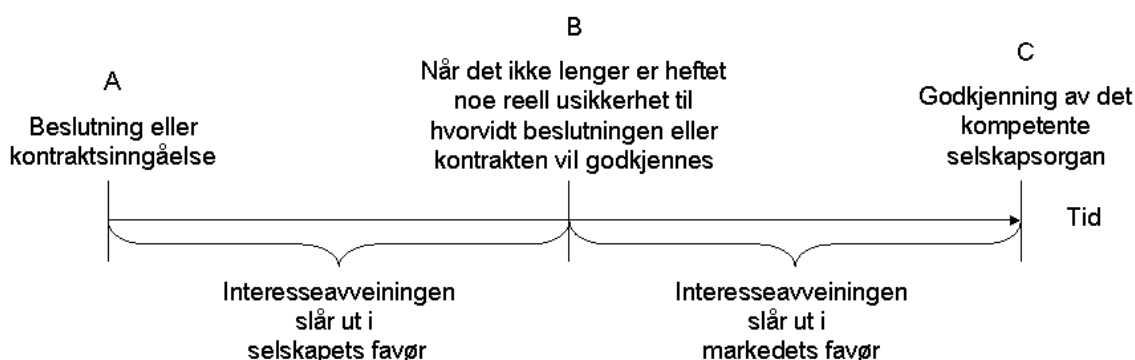 A
Beslutning eller
kontraktsinngåelse
B
Når det ikke lenger er heftet
noe reell usikkerhet til
hvorvidt beslutningen eller
kontrakten vil godkjennes
C
Godkjenning av det
kompetente
selskapsorgan
Tid
Interesseavveiningen
slår ut i
selskapets favør
Interesseavveiningen
slår ut i
markedets favør